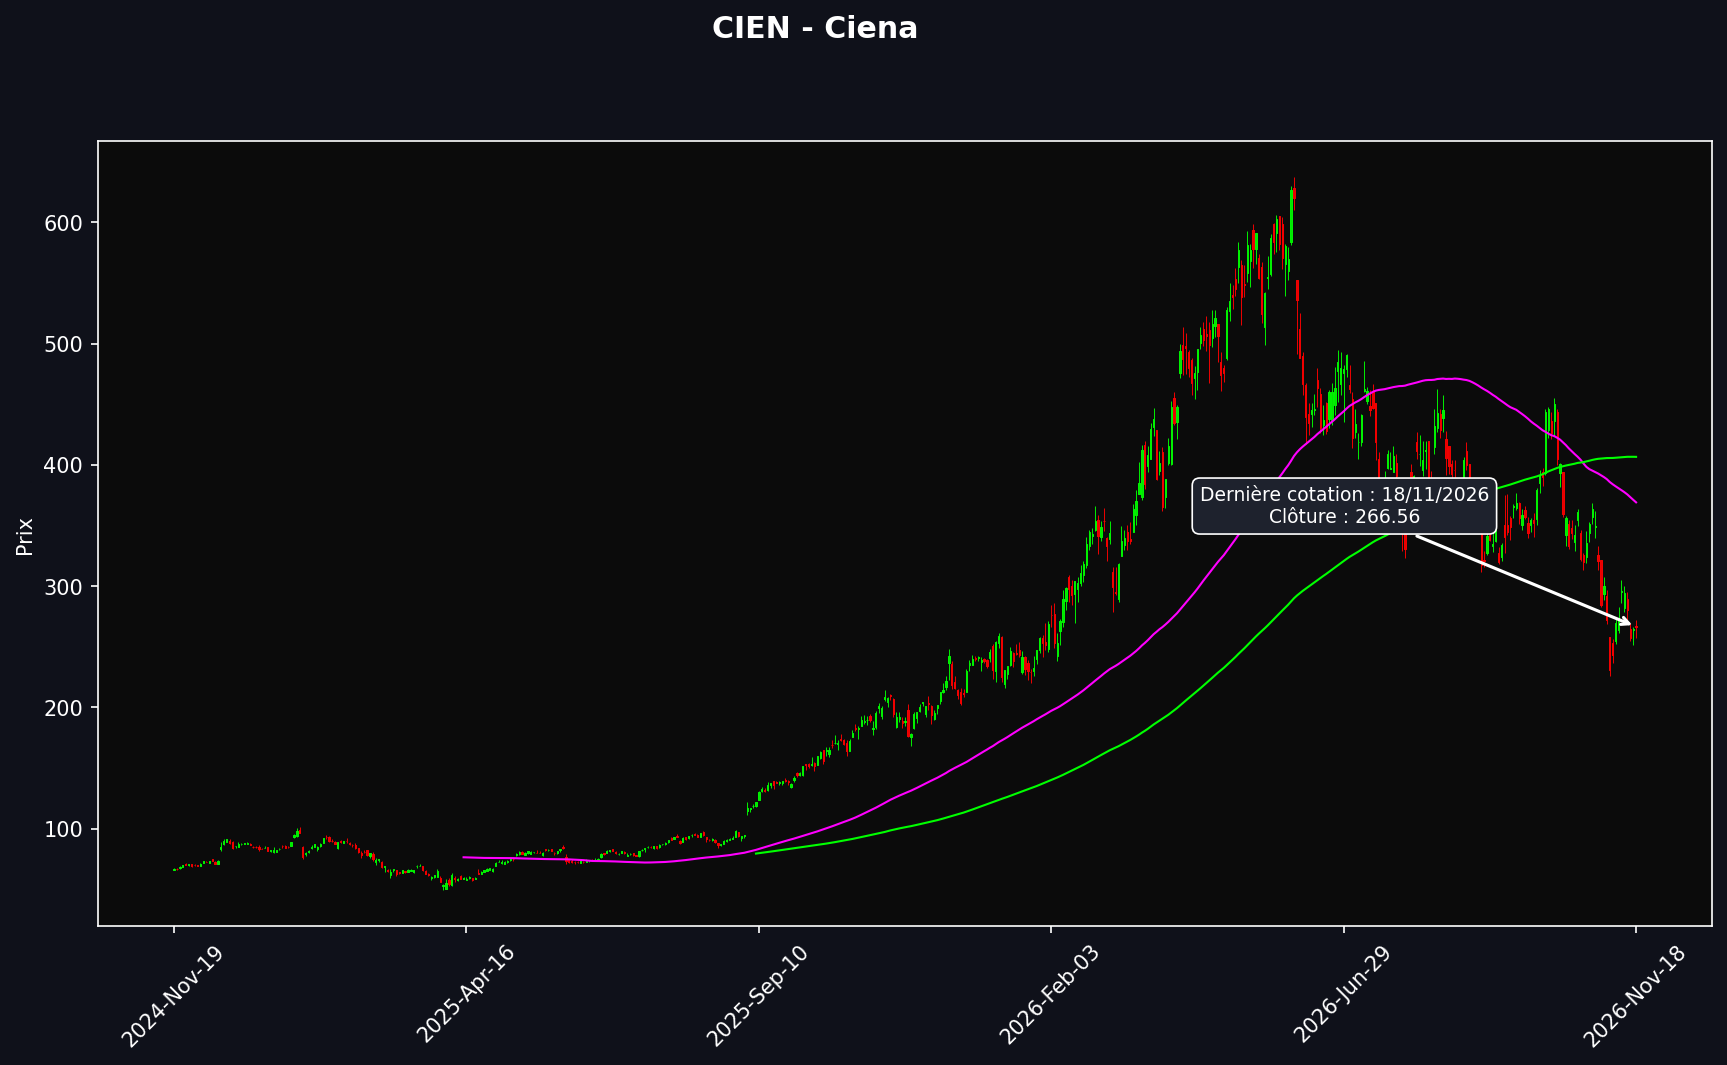 CIEN - Ciena
600
500
400
300
200
100
Prix
Dernière cotation : 18/11/2026
Clôture : 266.56
2024-Nov-19
2025-Apr-16
2025-Sep-10
2026-Feb-03
2026-Jun-29
2026-Nov-18